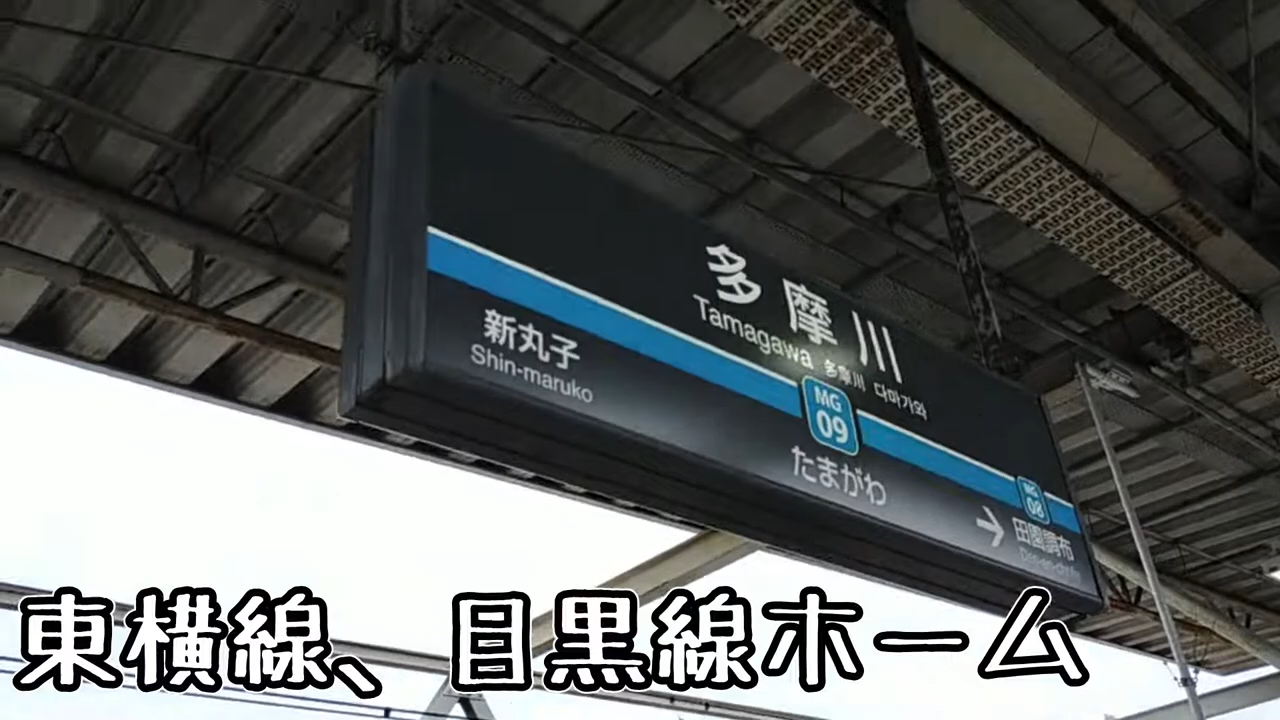 多摩川
Tamagawa 多摩川 다마가와
新丸子
Shin-maruko
MG
09
たまがわ
MG
08
→ 田園調布
東横線、目黒線ホーム